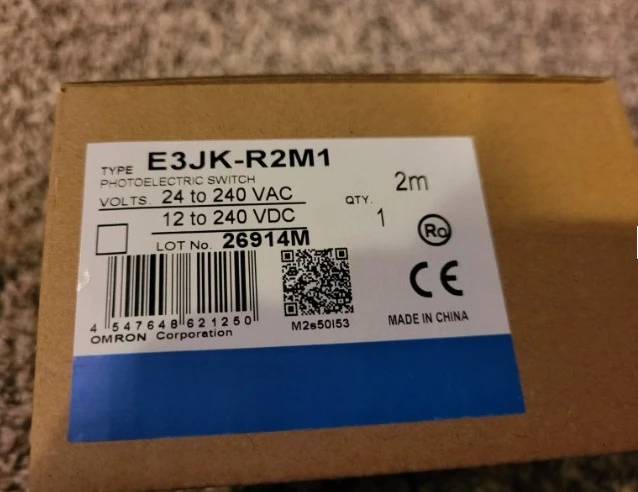 TYPE E3JK-R2M1
PHOTOELECTRIC SWITCH
VOLTS. 24 to 240 VAC
12 to 240 VDC
QTY.
1
2m
LOT No. 26914M
Ro
CE
4 547648 621250
M2s50I53
MADE IN CHINA
OMRON Corporation